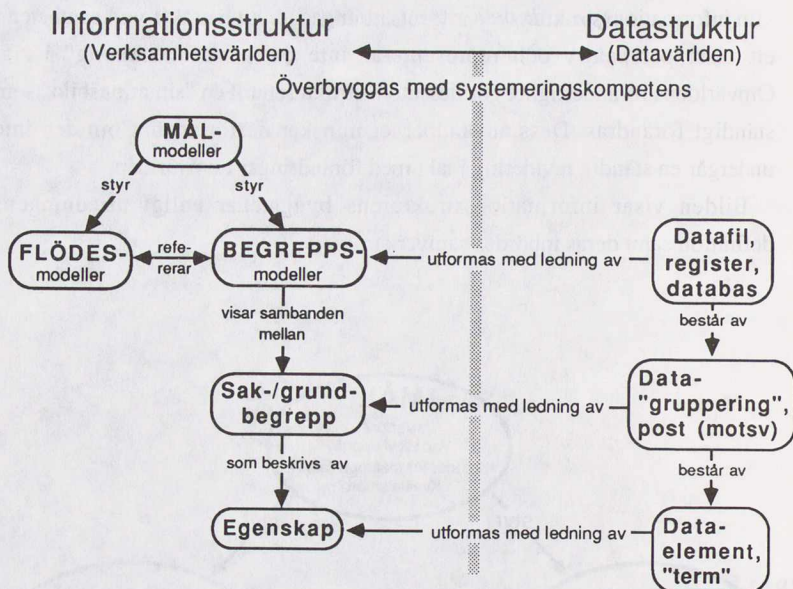 Informationsstruktur
(Verksamhetsvärlden)
Datastruktur
(Datavärlden)
Överbryggas med systemeringskompetens
MÅL-
modeller
styr
styr
FLÖDES-
modeller
refe-
rerar
BEGREPPS-
modeller
utformas med ledning av
Datafil,
register,
databas
visar sambanden
mellan
består av
Sak-/grund-
begrepp
utformas med ledning av
Data-
"gruppering",
post (motsv)
som beskrivs av
består av
Egenskap
utformas med ledning av
Data-
element,
"term"